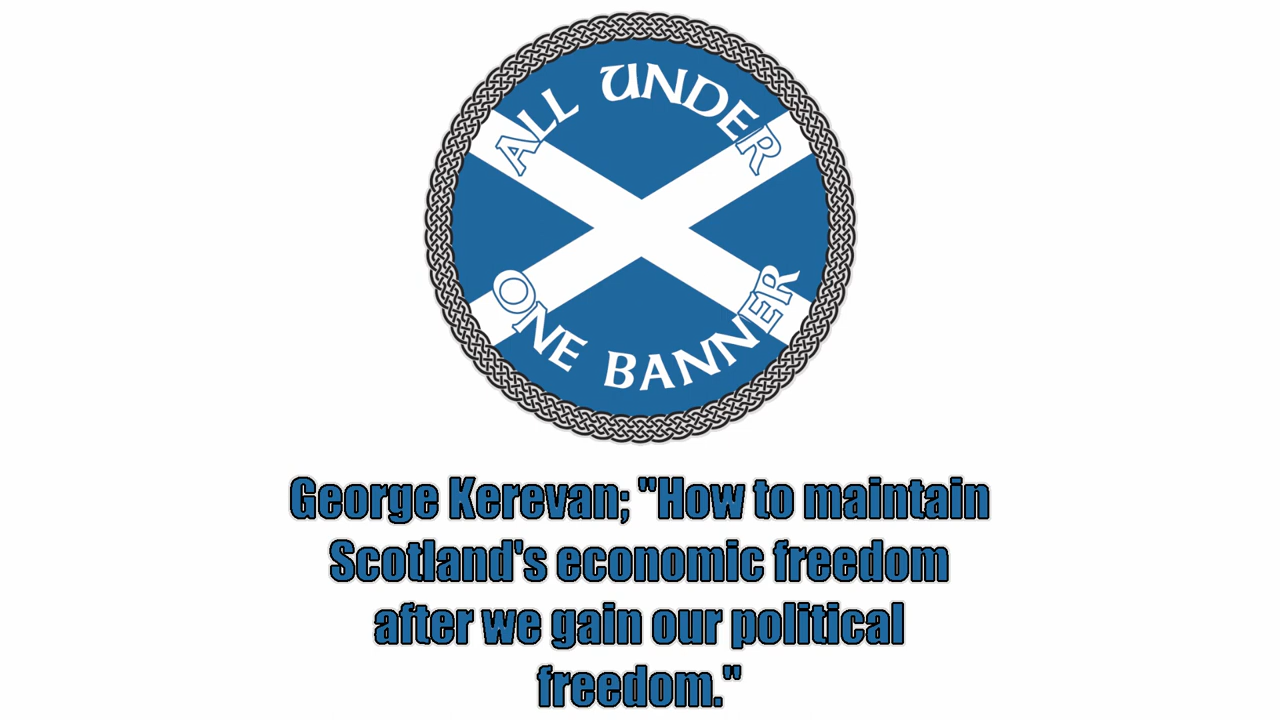 ALL UNDER
ONE BANNER
George Kerevan; "How to maintain
Scotland's economic freedom
after we gain our political
freedom."